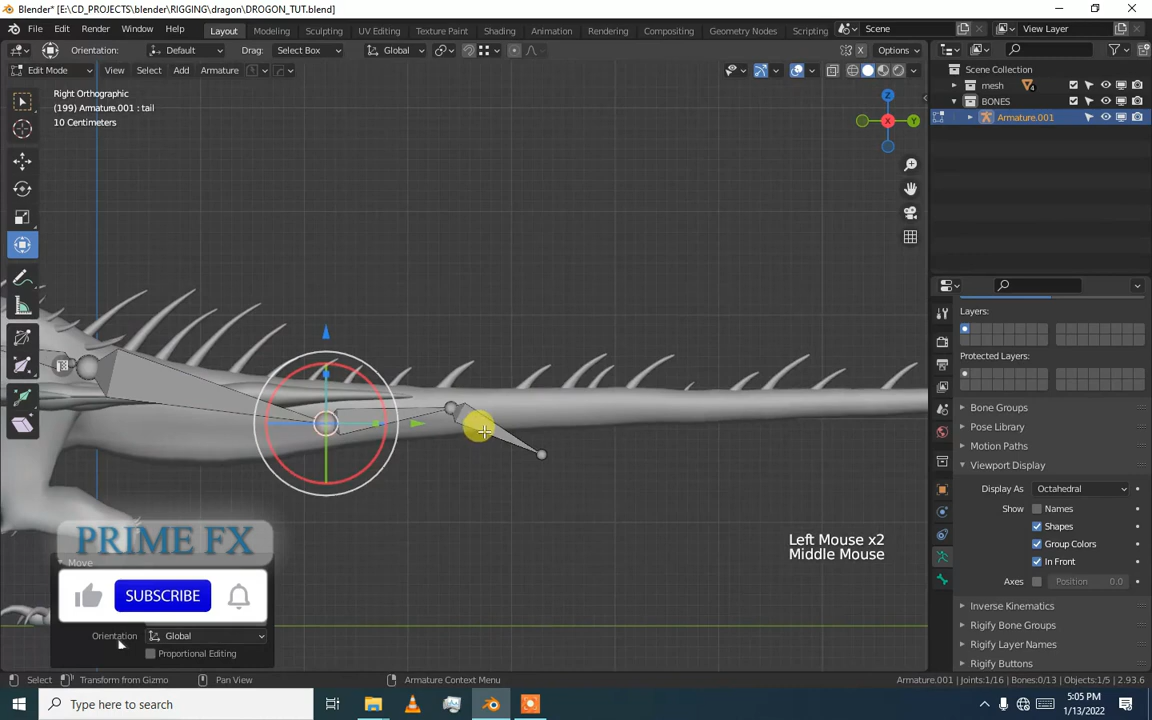 Blender* [E:\CD_PROJECTS\blender\RIGGING\dragon\DROGON_TUT.blend]
File Edit Render Window Help Layout Modeling Sculpting UV Editing Texture Paint Shading Animation Rendering Compositing Geometry Nodes Scripting Scene View Layer
Orientation: Default Drag: Select Box Global Options
Edit Mode View Select Add Armature
Right Orthographic
(199) Armature.001 : tail
10 Centimeters
Z
X
Y
Scene Collection
mesh 4
BONES
Armature.001
Layers:
Protected Layers:
Bone Groups
Pose Library
Motion Paths
Viewport Display
Display As Octahedral
Show Names
Shapes
Group Colors
In Front
Axes Position 0.0
Inverse Kinematics
Rigify Bone Groups
Rigify Layer Names
Rigify Buttons
Left Mouse x2
Middle Mouse
PRIME FX
Move
SUBSCRIBE
Orientation Global
Proportional Editing
Select Transform from Gizmo Pan View Armature Context Menu Armature.001 | Joints:1/16 | Bones:0/13 | Objects:1/5 | 2.93.6
Type here to search
5:05 PM
1/13/2022